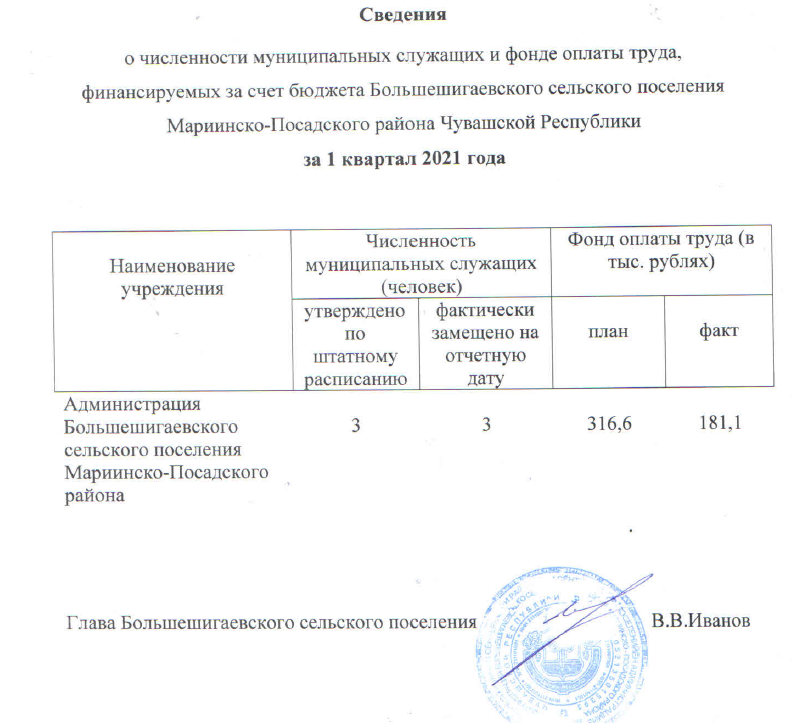 Сведения
о численности муниципальных служащих и фонде оплаты труда,
финансируемых за счет бюджета Большешигаевского сельского поселения
Мариинско-Посадского района Чувашской Республики
за 1 квартал 2021 года
Наименование
учреждения
Численность
муниципальных служащих
(человек)
Фонд оплаты труда (в
тыс. рублях)
утверждено
по
штатному
расписанию
фактически
замещено на
отчетную
дату
план
факт
Администрация
Большешигаевского
сельского поселения
Мариинско-Посадского
района
3
3
316,6
181,1
Глава Большешигаевского сельского поселения
В.В.Иванов